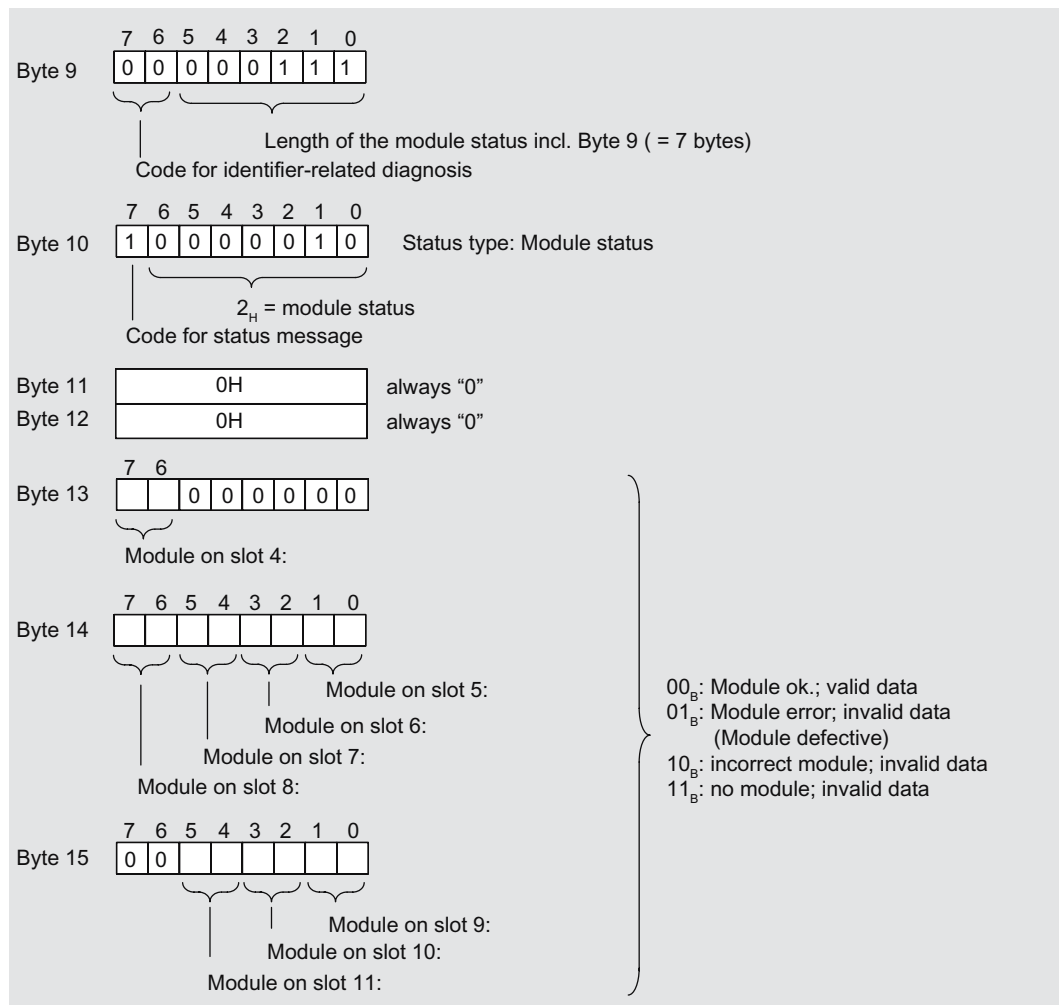 7 6 5 4 3 2 1 0
Byte 9 0 0 0 0 0 1 1 1
Length of the module status incl. Byte 9 ( = 7 bytes)
Code for identifier-related diagnosis
7 6 5 4 3 2 1 0
Byte 10 1 0 0 0 0 0 1 0 Status type: Module status
2H = module status
Code for status message
Byte 11 0H always “0”
Byte 12 0H always “0”
7 6
Byte 13 0 0 0 0 0 0
Module on slot 4:
7 6 5 4 3 2 1 0
Byte 14
Module on slot 5:
Module on slot 6:
Module on slot 7:
Module on slot 8:
00B: Module ok.; valid data
01B: Module error; invalid data
(Module defective)
10B: incorrect module; invalid data
11B: no module; invalid data
7 6 5 4 3 2 1 0
Byte 15 0 0
Module on slot 9:
Module on slot 10:
Module on slot 11: